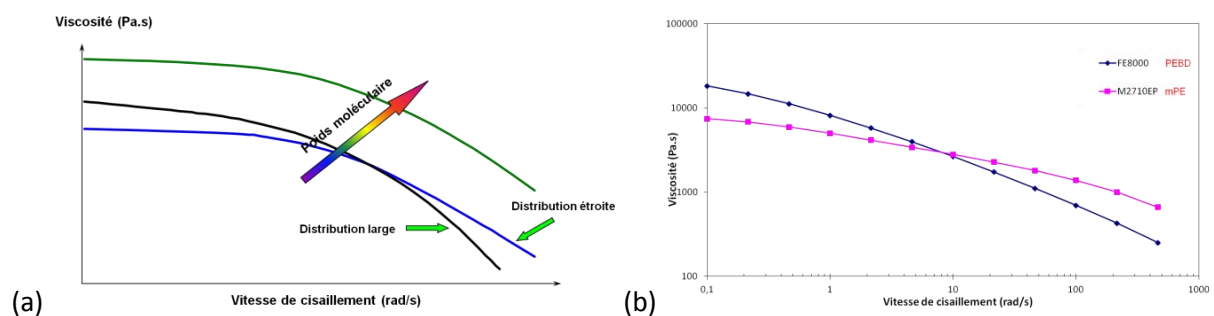 Viscosité (Pa.s)
Poids moléculaire
Distribution étroite
Distribution large
Vitesse de cisaillement (rad/s)
(a)
100000
10000
1000
100
Viscosité (Pa.s)
FE8000 PEBD
M2710EP mPE
0,1 1 10 100 1000
Vitesse de cisaillement (rad/s)
(b)